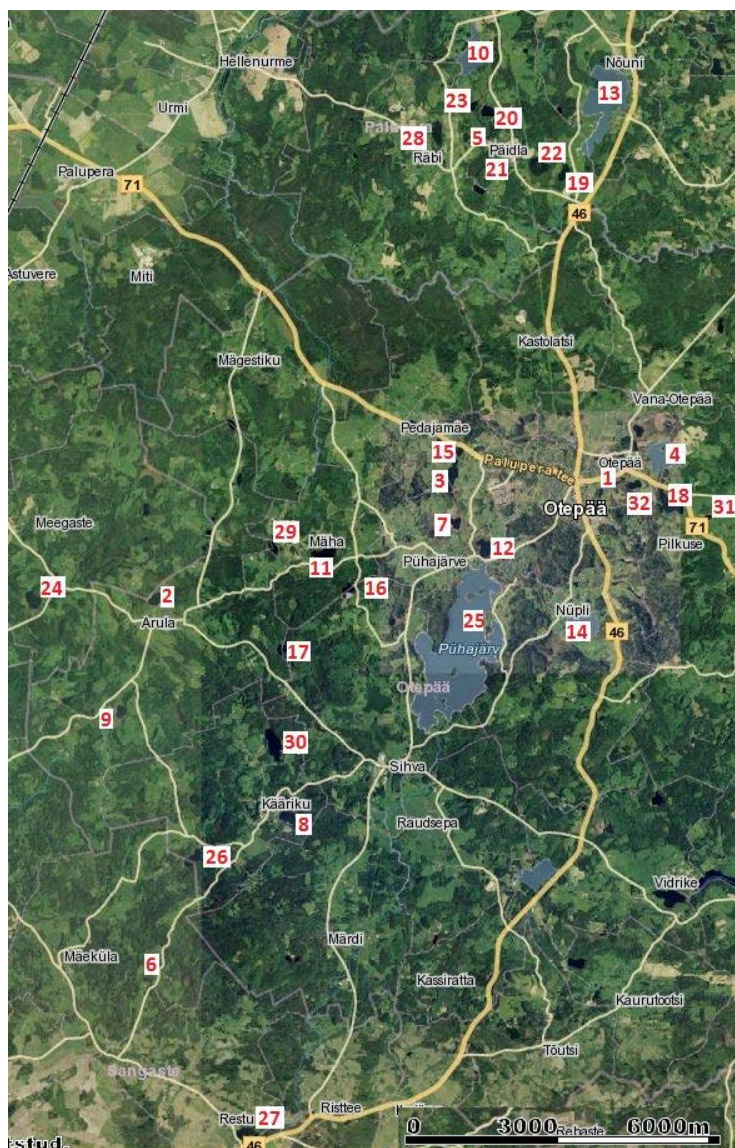 10
Hellenurme
Nõuni
13
23
Urmi
20
28
5
Räbi
Päidla
22
21
Palupera
71
19
46
Astuvere
Miti
Kastolatsi
Mägestiku
Vana-Otepää
Pedajamäe
15
Palupera tee
Otepää
4
3
1
18
31
32
Otepää
Meegaste
7
71
29
Mäha
Pilkuse
12
11
Pühajärve
24
2
16
Arula
25
Nüpli
14
46
17
Pühajärv
Otepää
9
30
Sihva
Kääriku
8
Raudsepa
26
Vidrike
Märdi
Mäeküla
6
Kassiratta
Kaurutootsi
Tõutsi
Sangaste
Restu
27
Risttee
0 3000 6000m
Rebaste
46